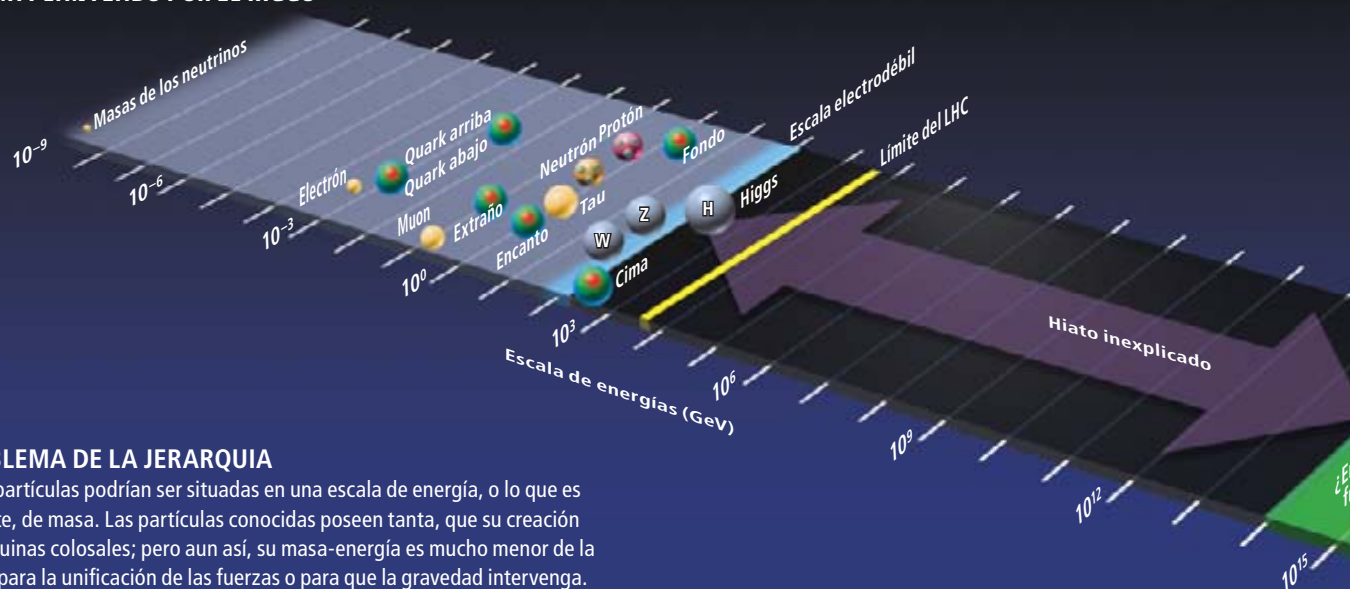 POR EL HIGGS
Masas de los neutrinos
10⁻⁹
10⁻⁶
10⁻³
10⁰
10³
10⁶
10⁹
10¹²
10¹⁵
Electrón
Quark arriba
Quark abajo
Muon
Extraño
Encanto
Neutrón
Protón
Tau
Fondo
W
Z
H
Higgs
Cima
Escala electrodébil
Límite del LHC
Hiato inexplicado
Escala de energías (GeV)
BLEMA DE LA JERARQUIA
partículas podrían ser situadas en una escala de energía, o lo que es
te, de masa. Las partículas conocidas poseen tanta, que su creación
uinas colosales; pero aun así, su masa-energía es mucho menor de la
para la unificación de las fuerzas o para que la gravedad intervenga.